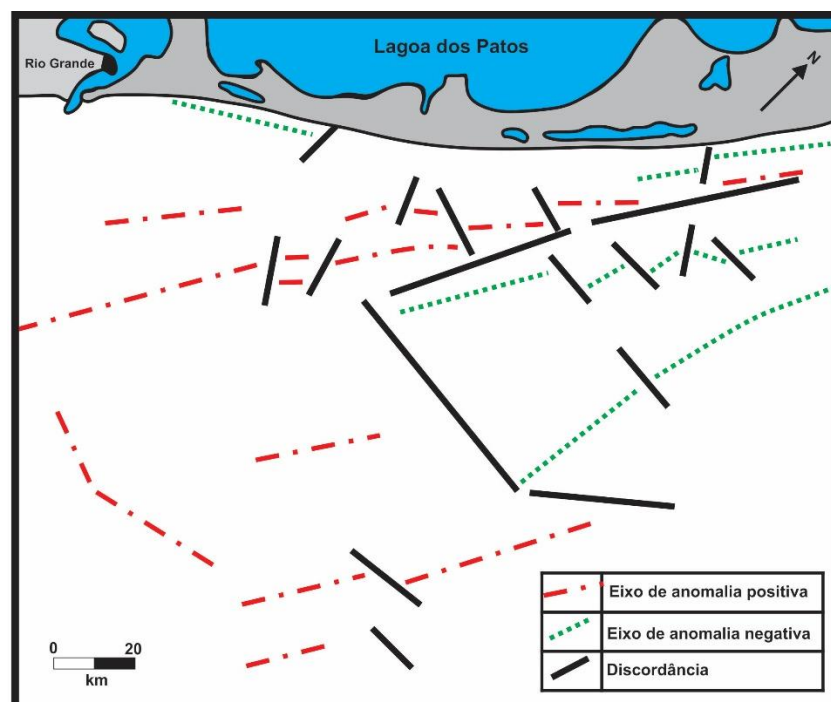 Lagoa dos Patos
Rio Grande
N
Eixo de anomalia positiva
Eixo de anomalia negativa
Discordância
0 20
km